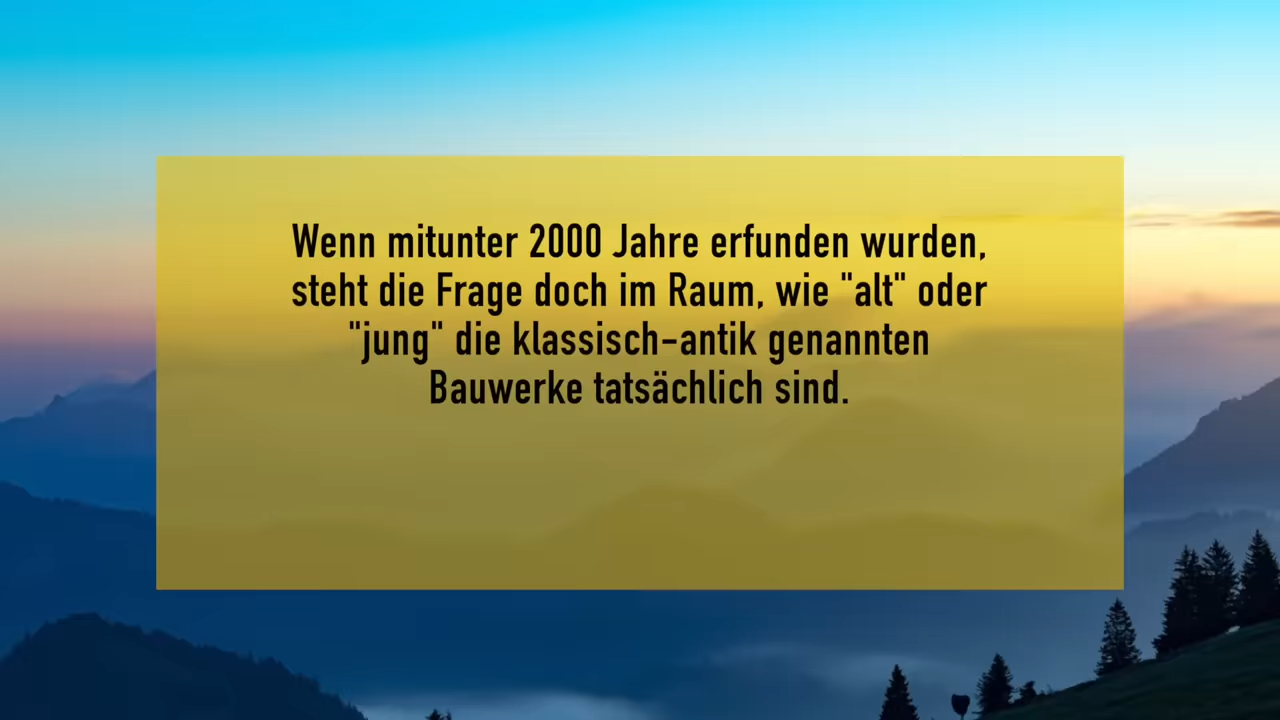 Wenn mitunter 2000 Jahre erfunden wurden,
steht die Frage doch im Raum, wie "alt" oder
"jung" die klassisch-antik genannten
Bauwerke tatsächlich sind.